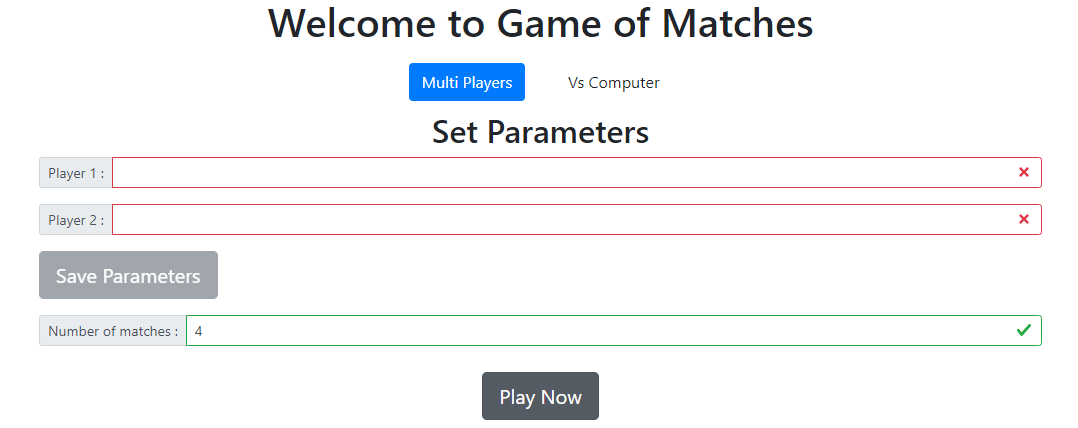 Welcome to Game of Matches
Multi Players Vs Computer
Set Parameters
Player 1 :
Player 2 :
Save Parameters
Number of matches : 4
Play Now